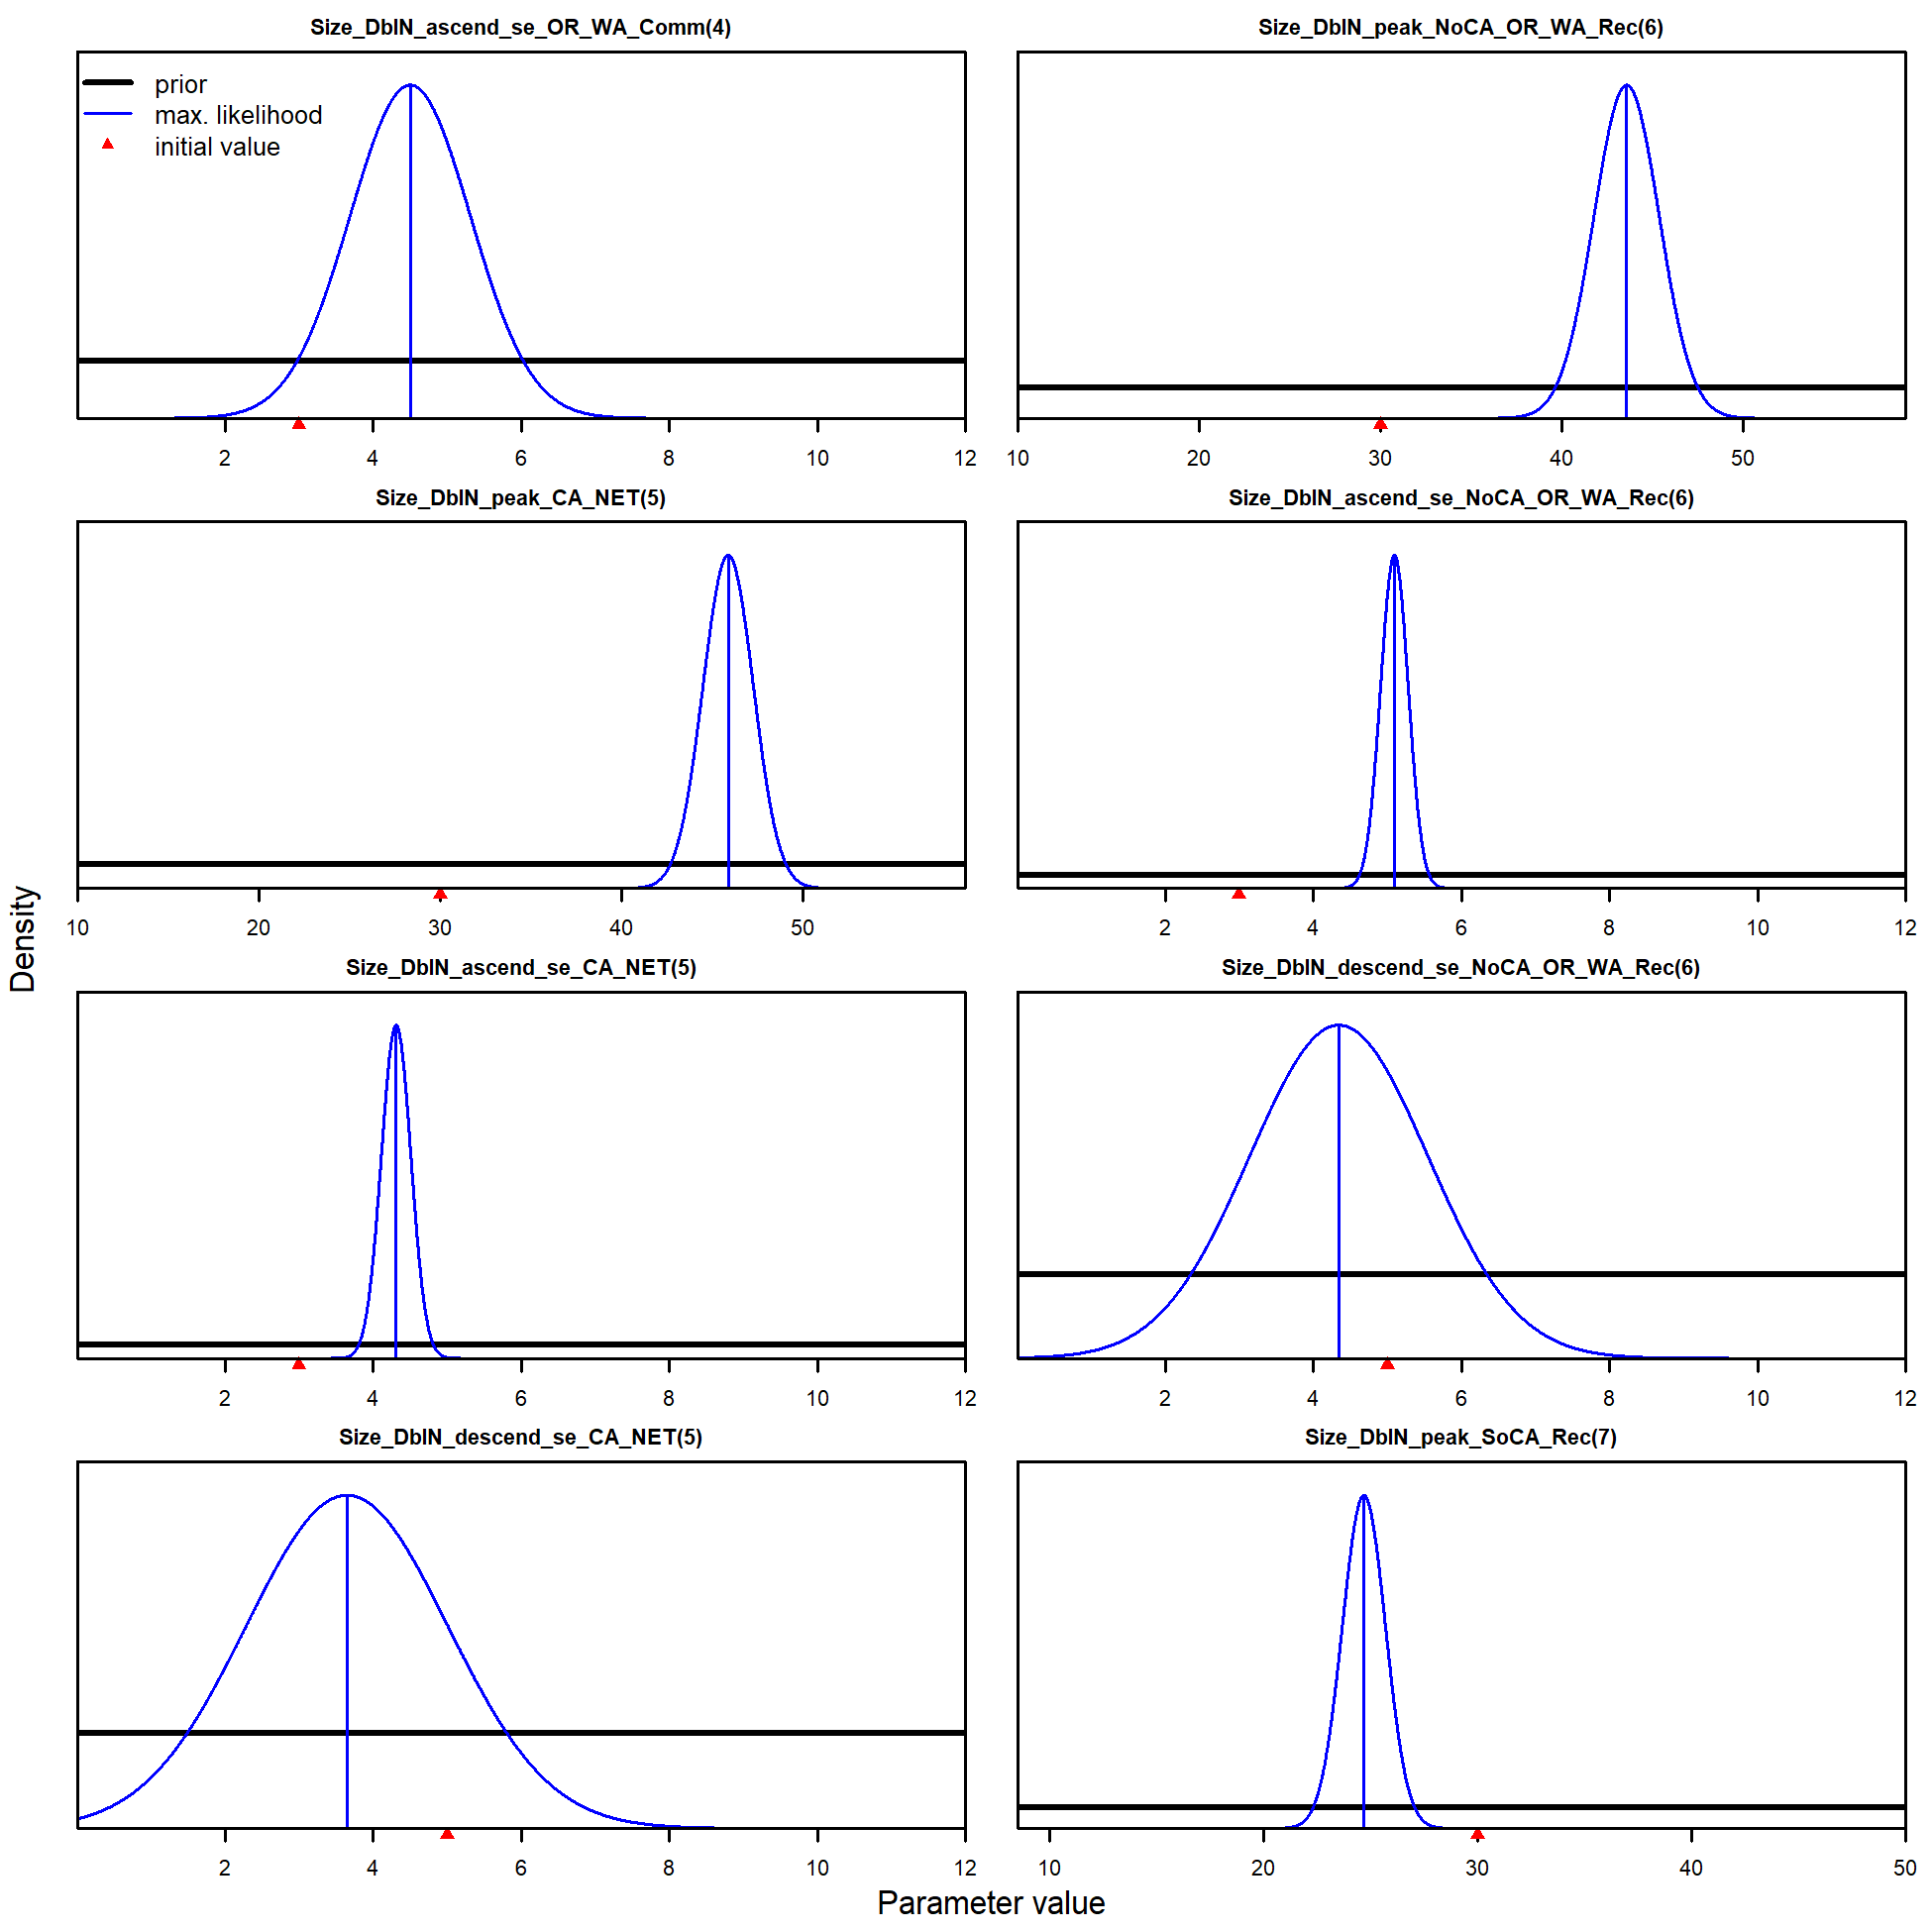 Size_DblN_ascend_se_OR_WA_Comm(4)
prior
max. likelihood
initial value
2 4 6 8 10 12
Size_DblN_peak_NoCA_OR_WA_Rec(6)
10 20 30 40 50
Size_DblN_peak_CA_NET(5)
10 20 30 40 50
Size_DblN_ascend_se_NoCA_OR_WA_Rec(6)
2 4 6 8 10 12
Size_DblN_ascend_se_CA_NET(5)
2 4 6 8 10 12
Size_DblN_descend_se_NoCA_OR_WA_Rec(6)
2 4 6 8 10 12
Size_DblN_descend_se_CA_NET(5)
2 4 6 8 10 12
Size_DblN_peak_SoCA_Rec(7)
10 20 30 40 50
Density
Parameter value